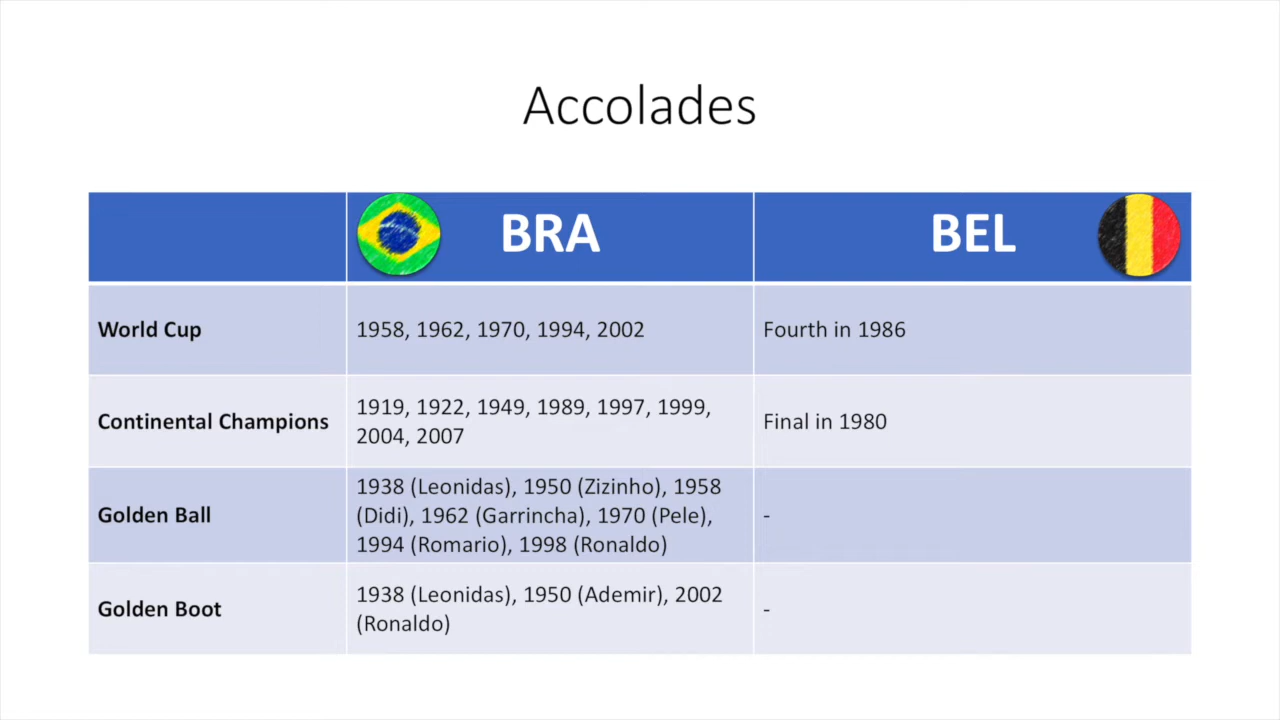 Accolades
BRA
BEL
World Cup
1958, 1962, 1970, 1994, 2002
Fourth in 1986
Continental Champions
1919, 1922, 1949, 1989, 1997, 1999,
2004, 2007
Final in 1980
Golden Ball
1938 (Leonidas), 1950 (Zizinho), 1958
(Didi), 1962 (Garrincha), 1970 (Pele),
1994 (Romario), 1998 (Ronaldo)
-
Golden Boot
1938 (Leonidas), 1950 (Ademir), 2002
(Ronaldo)
-